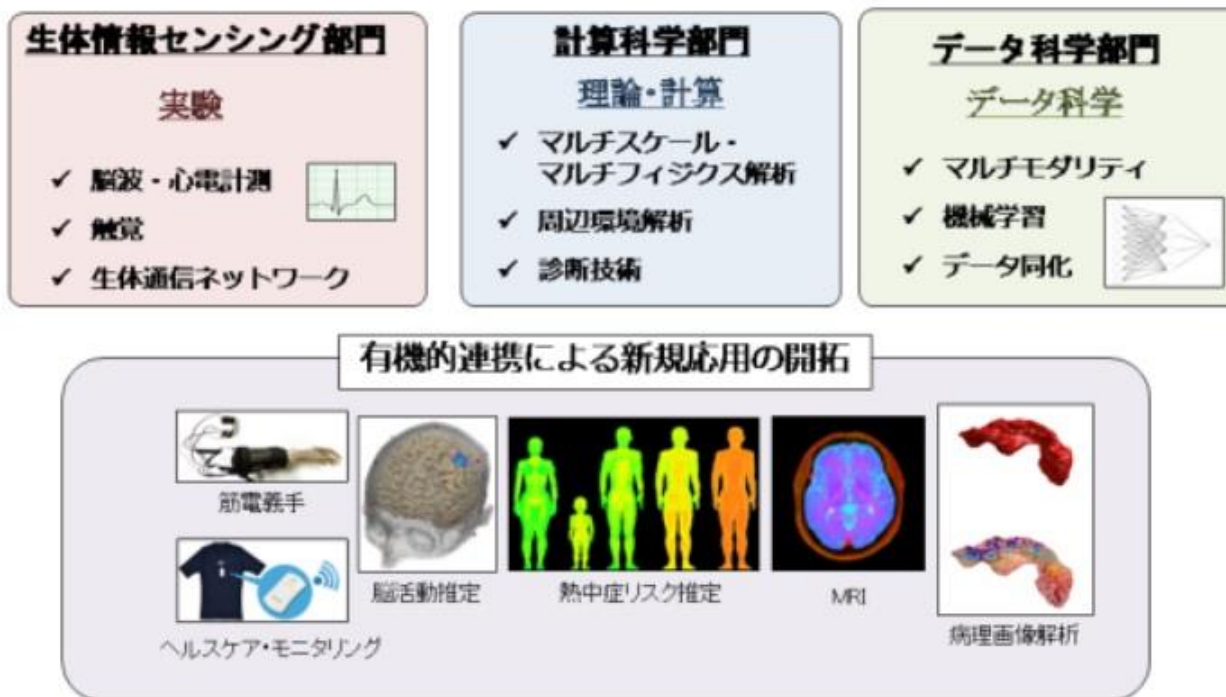 生体情報センシング部門
実験
✓ 脳波・心電計測
✓ 触覚
✓ 生体通信ネットワーク
計算科学部門
理論・計算
✓ マルチスケール・
マルチフィジクス解析
✓ 周辺環境解析
✓ 診断技術
データ科学部門
データ科学
✓ マルチモダリティ
✓ 機械学習
✓ データ同化
有機的連携による新規応用の開拓
筋電義手
ヘルスケア・モニタリング
脳活動推定
熱中症リスク推定
MRI
病理画像解析